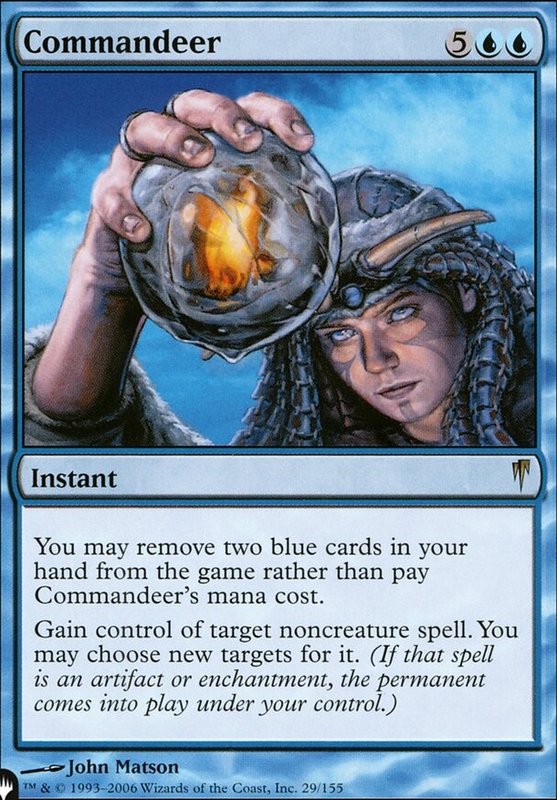 Commandeer 5
Instant
You may remove two blue cards in your
hand from the game rather than pay
Commandeer's mana cost.
Gain control of target noncreature spell. You
may choose new targets for it. (If that spell
is an artifact or enchantment, the permanent
comes into play under your control.)
John Matson
™ & © 1993–2006 Wizards of the Coast, Inc. 29/155